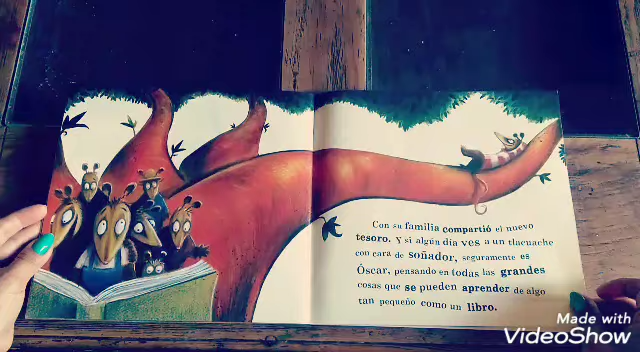 Con su familia compartió el nuevo
tesoro. Y si algún día ves a un tlacuache
con cara de soñador, seguramente es
Óscar, pensando en todas las grandes
cosas que se pueden aprender de algo
tan pequeño como un libro.
Made with
VideoShow